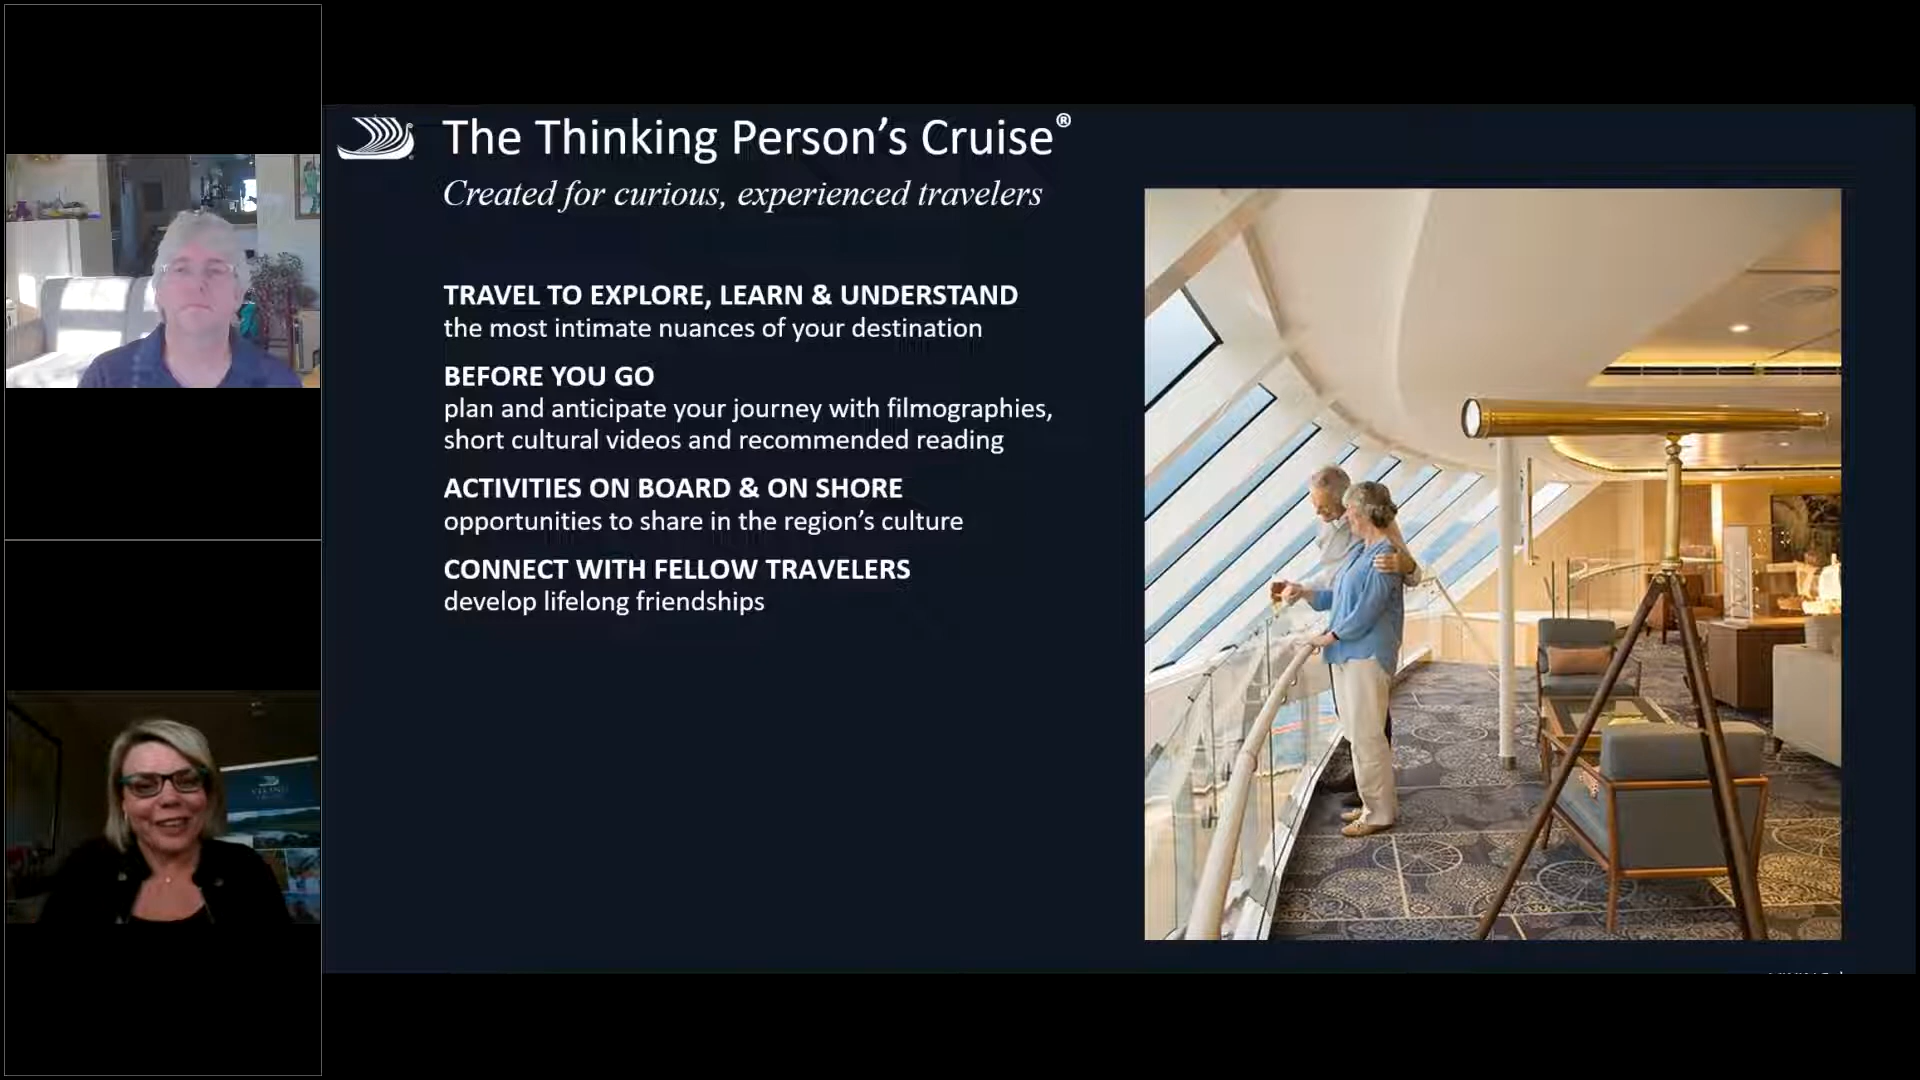 The Thinking Person’s Cruise®
Created for curious, experienced travelers
TRAVEL TO EXPLORE, LEARN & UNDERSTAND
the most intimate nuances of your destination
BEFORE YOU GO
plan and anticipate your journey with filmographies,
short cultural videos and recommended reading
ACTIVITIES ON BOARD & ON SHORE
opportunities to share in the region’s culture
CONNECT WITH FELLOW TRAVELERS
develop lifelong friendships